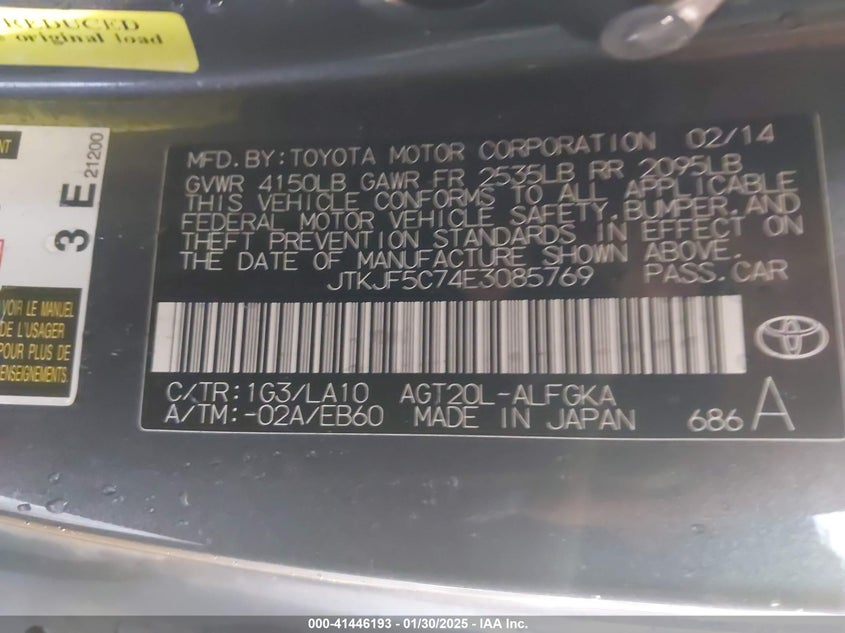 REDUCED
s original load
NT
3 E
21200
VOIR LE MANUEL
DE L'USAGER
POUR PLUS DE
RENSEIGNEMENTS
MFD.BY:TOYOTA MOTOR CORPORATION 02/14
GVWR 4150LB GAWR FR 2535LB RR 2095LB
THIS VEHICLE CONFORMS TO ALL APPLICABLE
FEDERAL MOTOR VEHICLE SAFETY,BUMPER,AND
THEFT PREVENTION STANDARDS IN EFFECT ON
THE DATE OF MANUFACTURE SHOWN ABOVE.
JTKJF5C74E3085769 PASS.CAR
C/TR:1G3/LA10 AGT20L-ALFGKA
A/TM:-02A/EB60 MADE IN JAPAN 686 A
000-41446193 - 01/30/2025 - IAA Inc.